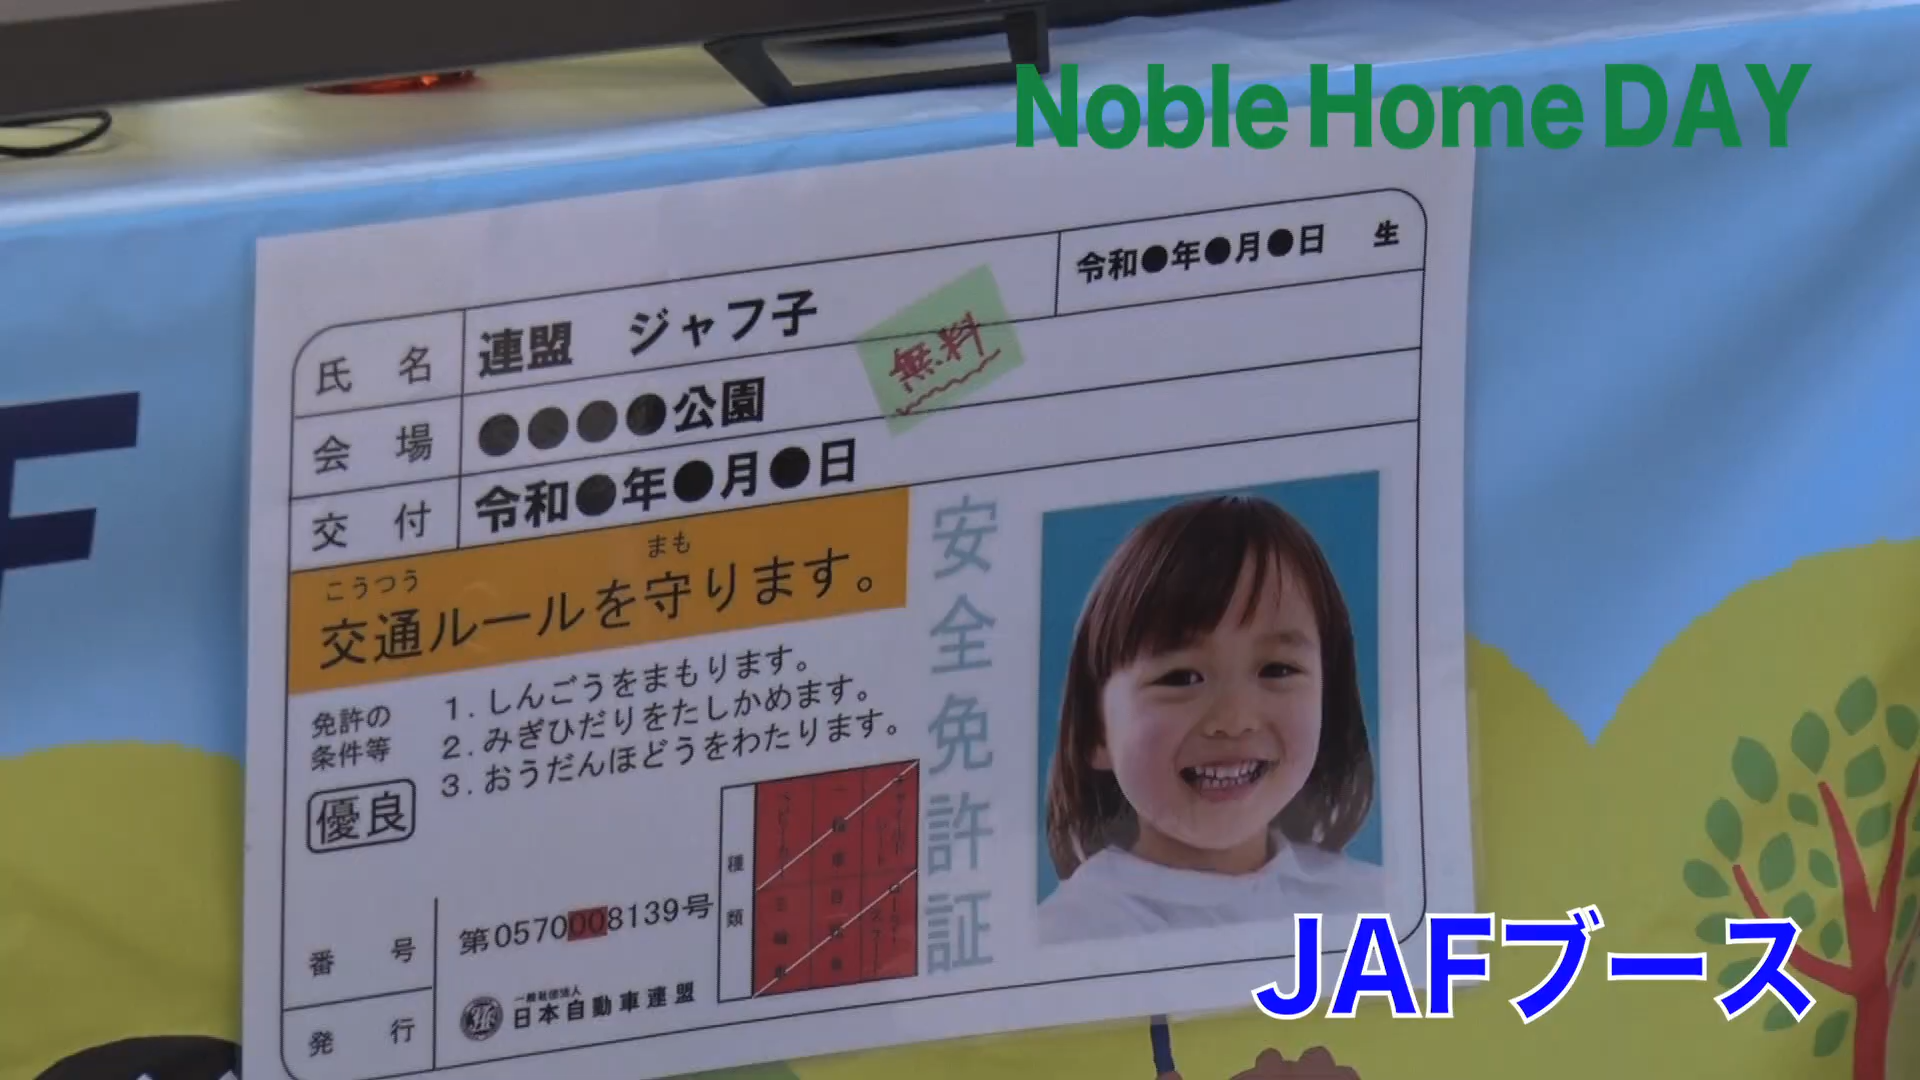 Noble Home DAY
氏名 連盟 ジャフ子 令和●年●月●日 生
無料
会場 ●●●●公園
交付 令和●年●月●日
こうつう まも
交通ルールを守ります。
免許の
条件等
1. しんごうをまもります。
2. みぎひだりをたしかめます。
3. おうだんほどうをわたります。
優良
安全免許証
種類
番号 第0570008139号
発行 一般社団法人
日本自動車連盟
F
JAFブース